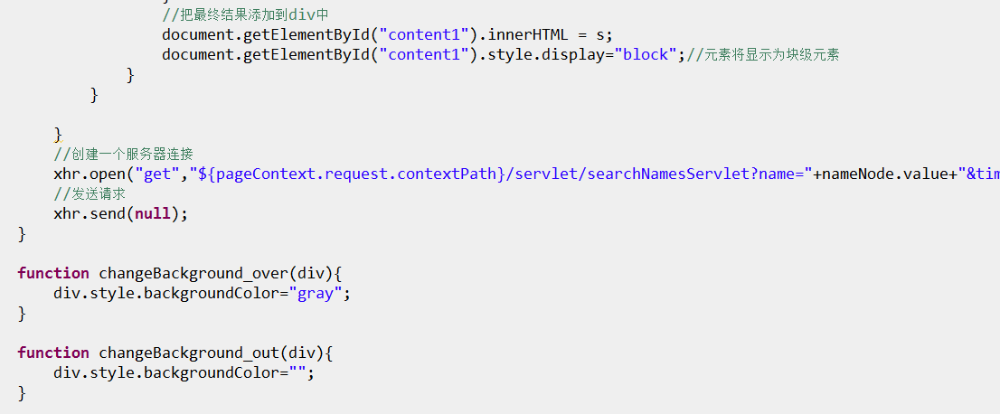 }
//把最终结果添加到div中
document.getElementById("content1").innerHTML = s;
document.getElementById("content1").style.display="block";//元素将显示为块级元素
}
}
}
//创建一个服务器连接
xhr.open("get","${pageContext.request.contextPath}/servlet/searchNamesServlet?name="+nameNode.value+"&tim
//发送请求
xhr.send(null);
}
function changeBackground_over(div){
div.style.backgroundColor="gray";
}
function changeBackground_out(div){
div.style.backgroundColor="";
}